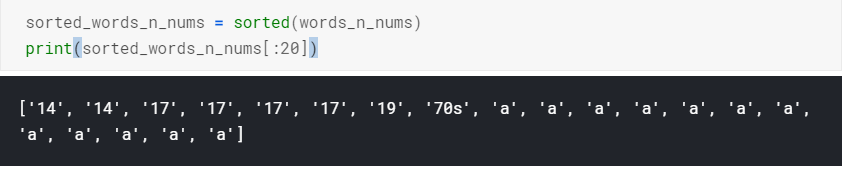 sorted_words_n_nums = sorted(words_n_nums)
print(sorted_words_n_nums[:20])
['14', '14', '17', '17', '17', '17', '19', '70s', 'a', 'a', 'a', 'a', 'a', 'a', 'a',
'a', 'a', 'a', 'a', 'a']